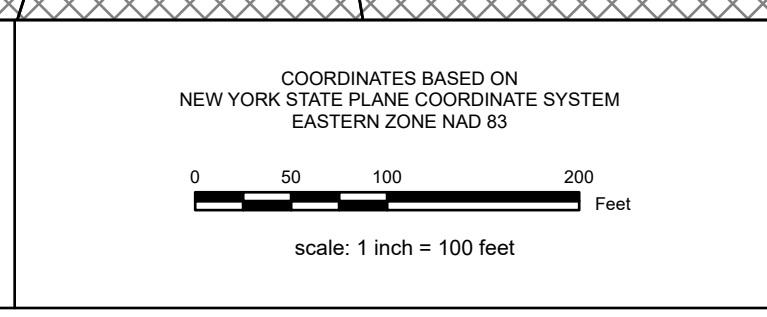 COORDINATES BASED ON
NEW YORK STATE PLANE COORDINATE SYSTEM
EASTERN ZONE NAD 83
0 50 100 200
Feet
scale: 1 inch = 100 feet